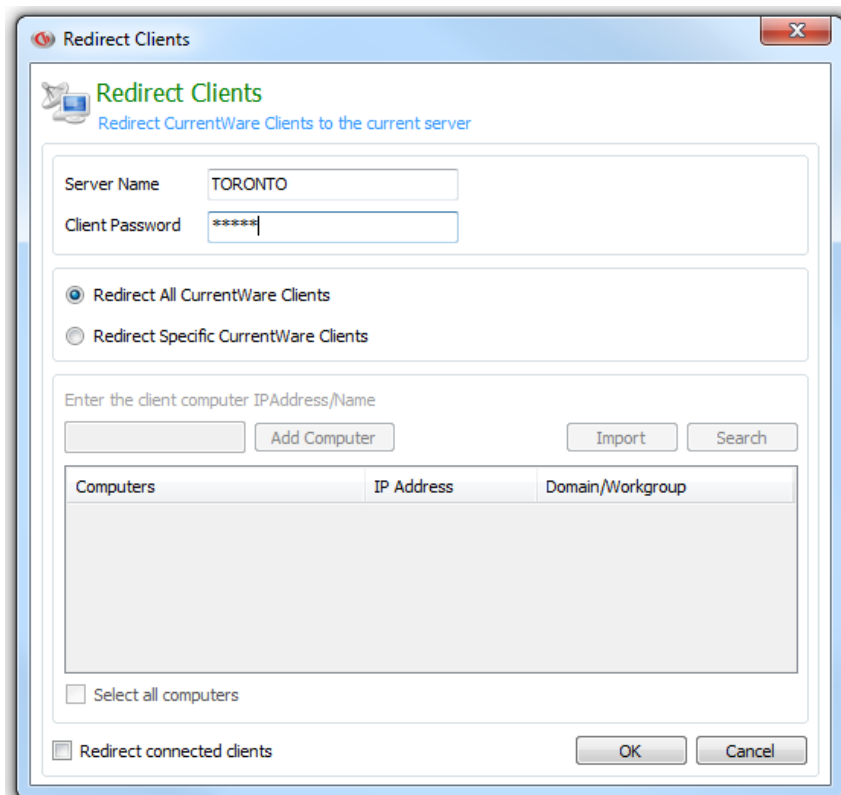 Redirect Clients
Redirect Clients
Redirect CurrentWare Clients to the current server
Server Name TORONTO
Client Password *****
Redirect All CurrentWare Clients
Redirect Specific CurrentWare Clients
Enter the client computer IPAddress/Name
Add Computer Import Search
Computers IP Address Domain/Workgroup
Select all computers
Redirect connected clients OK Cancel